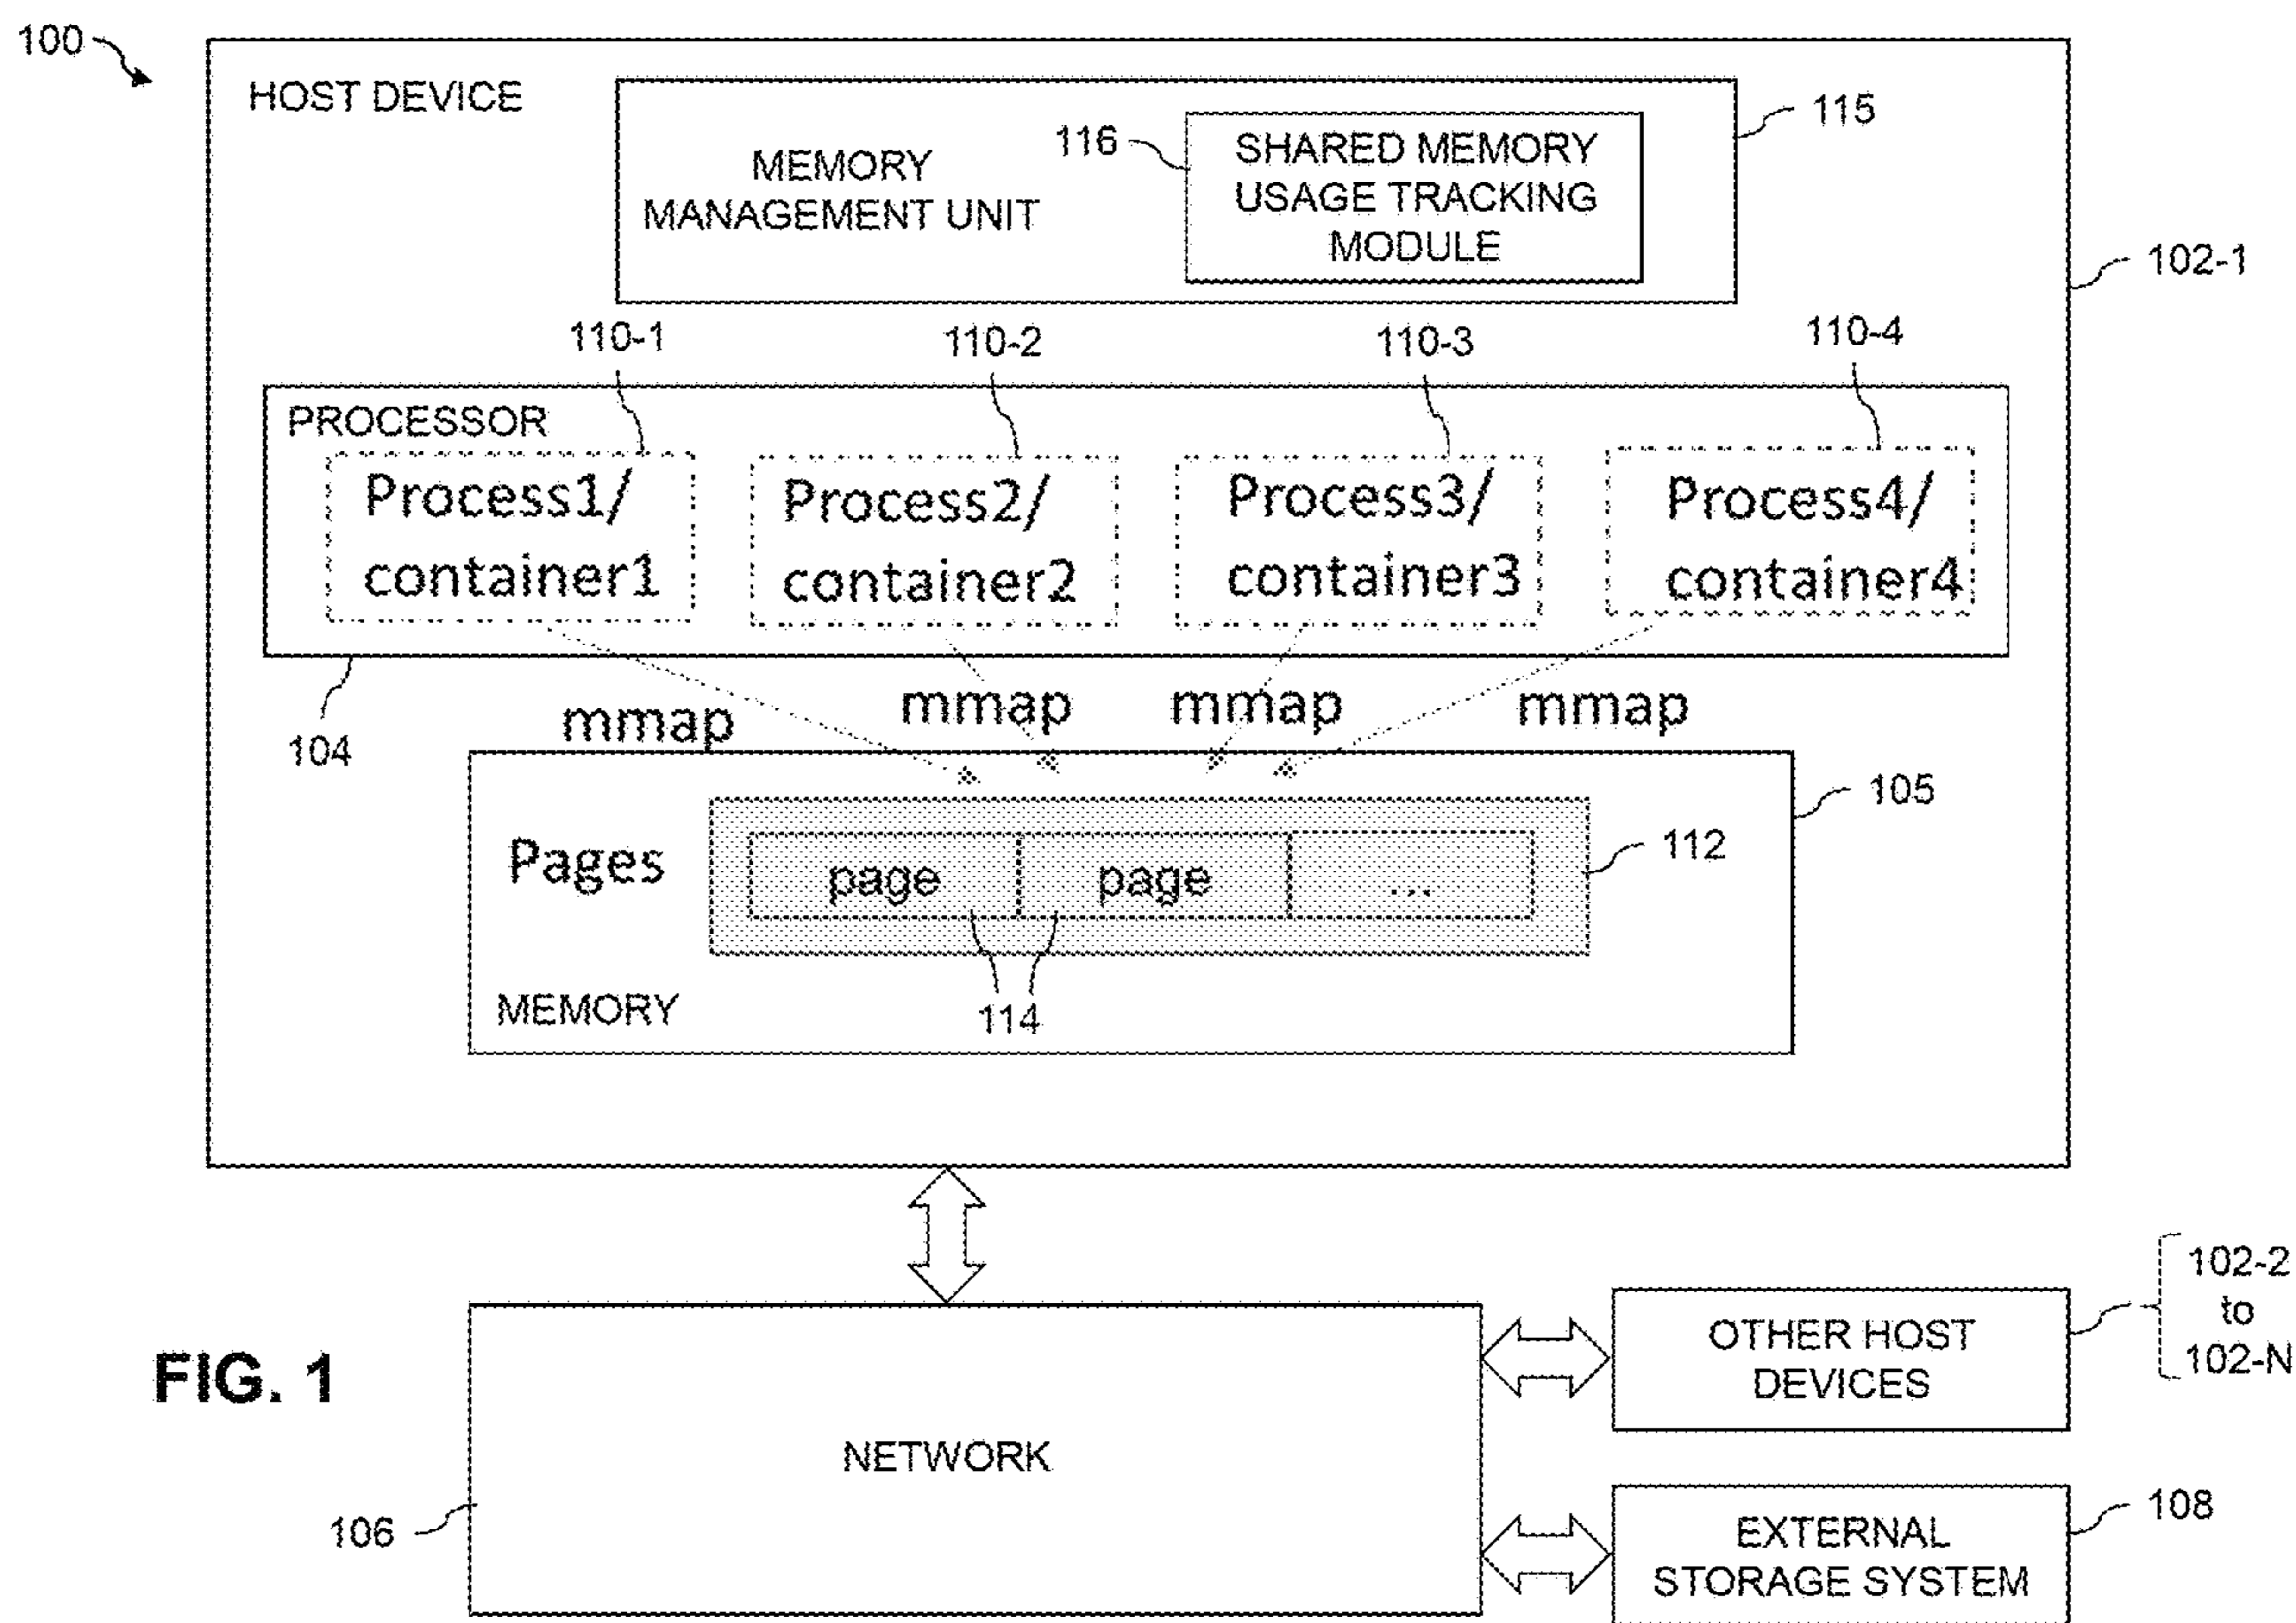 100
HOST DEVICE
MEMORY
MANAGEMENT UNIT
116
SHARED MEMORY
USAGE TRACKING
MODULE
115
102-1
110-1
110-2
110-3
110-4
PROCESSOR
Process1/
container1
Process2/
container2
Process3/
container3
Process4/
container4
104
mmap
mmap
mmap
mmap
105
Pages
page
page
...
112
114
MEMORY
FIG. 1
NETWORK
106
OTHER HOST
DEVICES
102-2
to
102-N
EXTERNAL
STORAGE SYSTEM
108